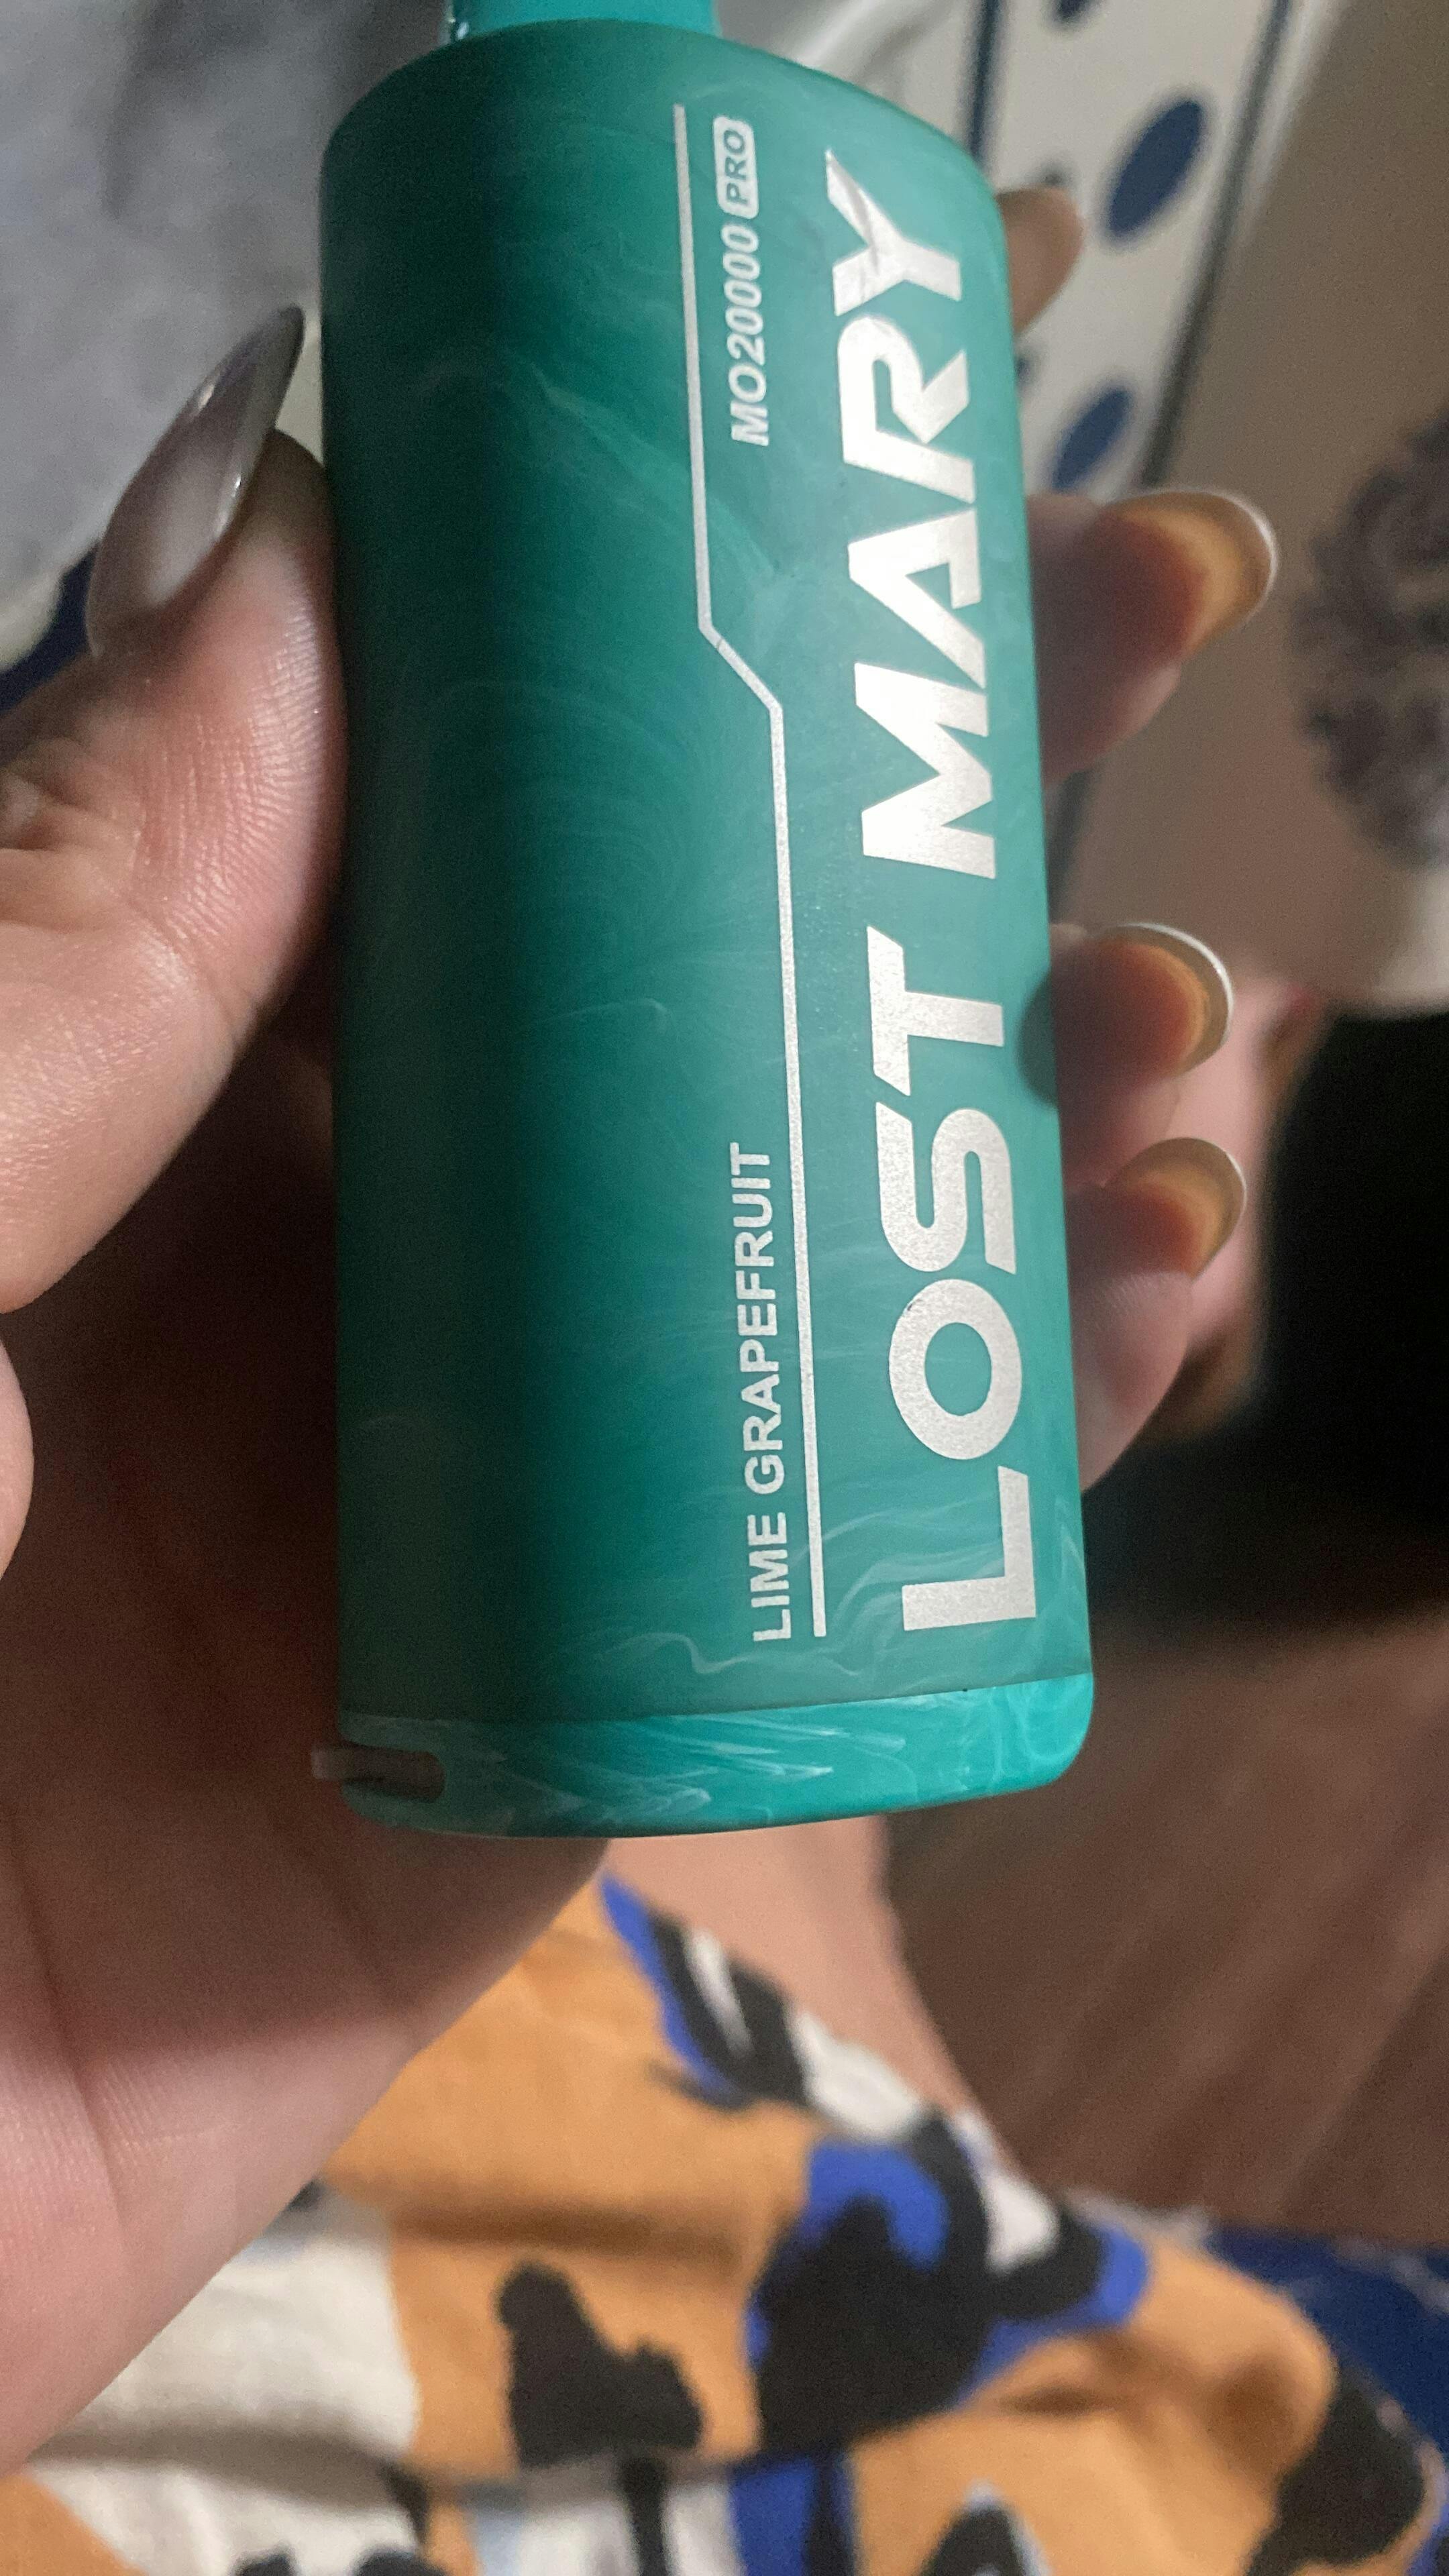 LOST MARY
LIME GRAPEFRUIT
MO20000 PRO